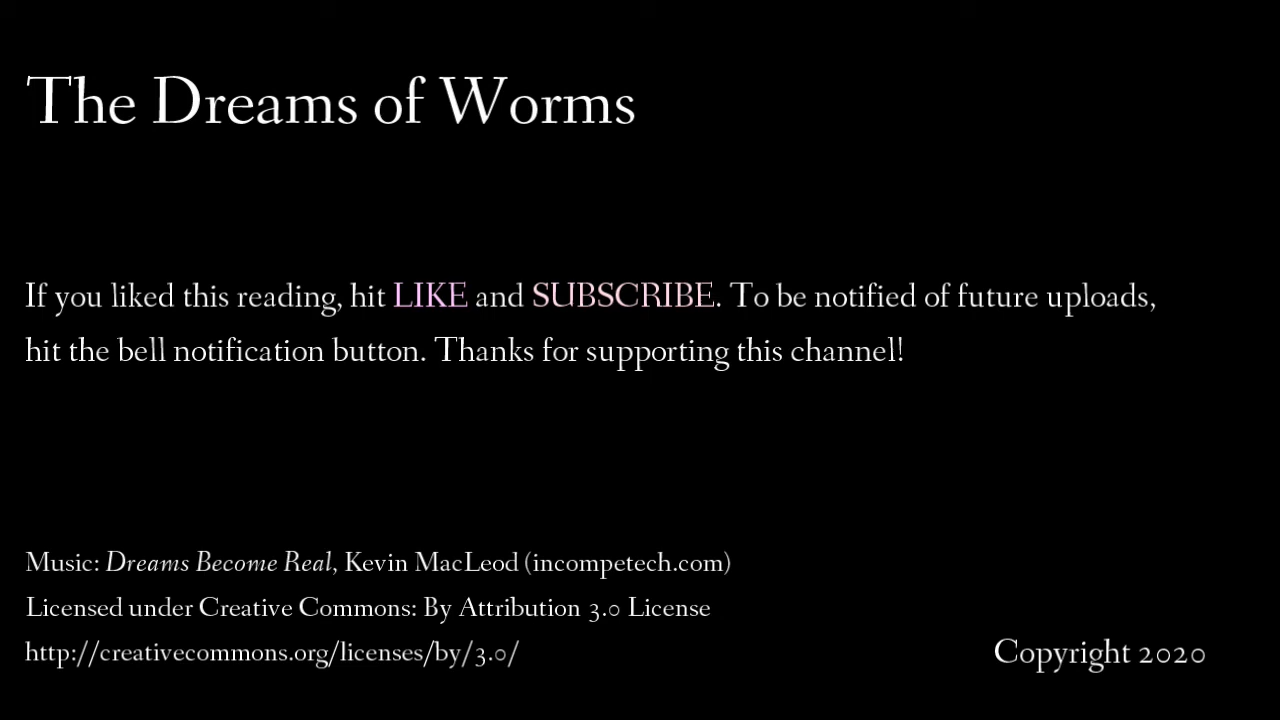 The Dreams of Worms
If you liked this reading, hit LIKE and SUBSCRIBE. To be notified of future uploads,
hit the bell notification button. Thanks for supporting this channel!
Music: Dreams Become Real, Kevin MacLeod (incompetech.com)
Licensed under Creative Commons: By Attribution 3.0 License
http://creativecommons.org/licenses/by/3.0/
Copyright 2020